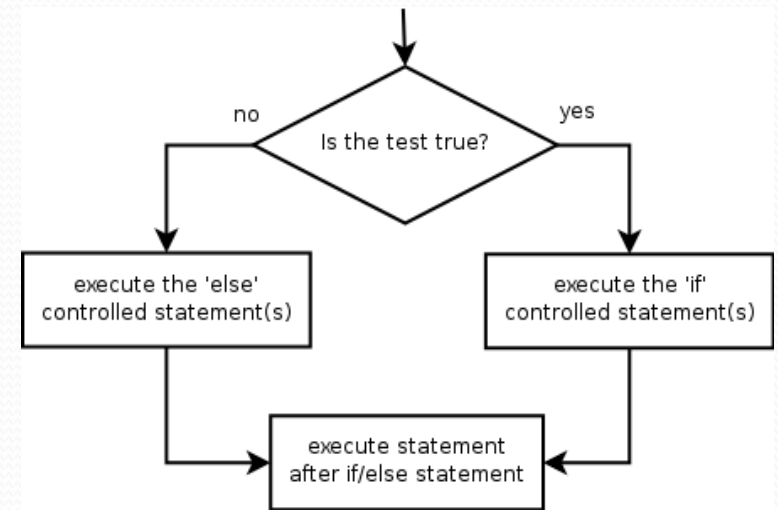 no
yes
Is the test true?
execute the 'else'
controlled statement(s)
execute the 'if'
controlled statement(s)
execute statement
after if/else statement